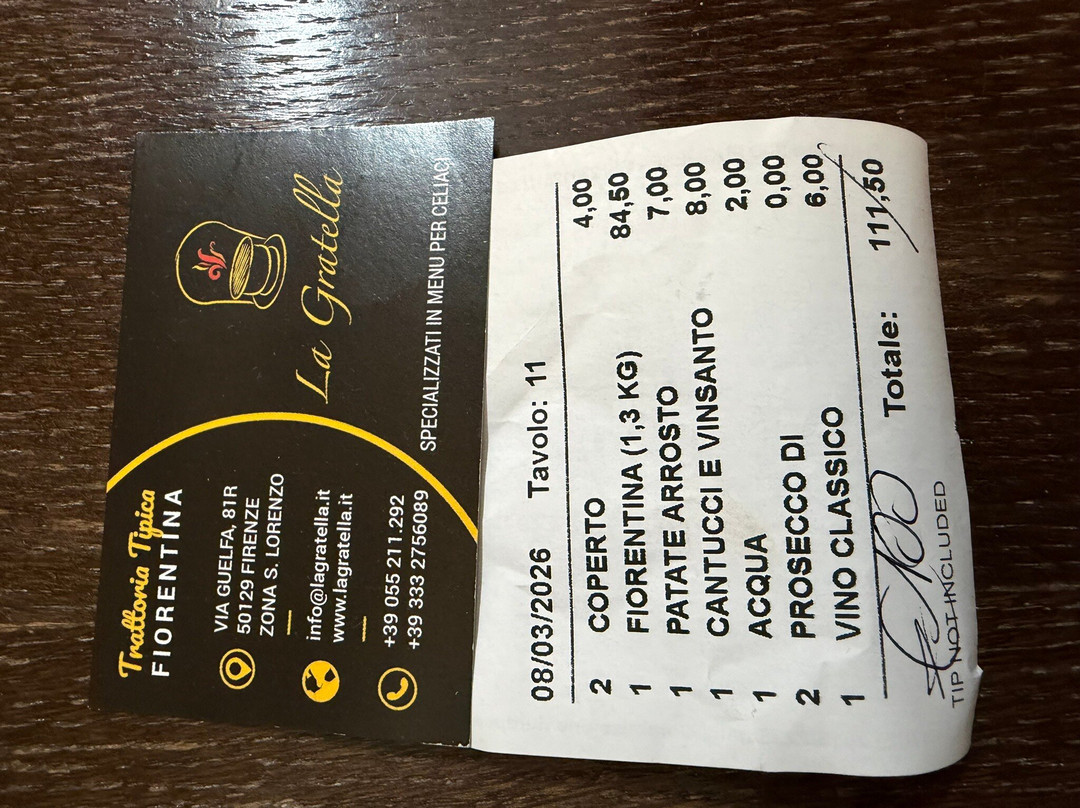 Trattoria Tipica
FIORENTINA
VIA GUELFA, 81R
50129 FIRENZE
ZONA S. LORENZO
info@lagratella.it
www.lagratella.it
+39 055 211.292
+39 333 2756089
La Gratella
SPECIALIZZATI IN MENU PER CELIACI
08/03/2026 Tavolo: 11
2 COPERTO 4,00
1 FIORENTINA (1,3 KG) 84,50
1 PATATE ARROSTO 7,00
1 CANTUCCI E VINSANTO 8,00
1 ACQUA 2,00
2 PROSECCO DI 0,00
1 VINO CLASSICO 6,00
Totale: 111,50
TIP NOT INCLUDED